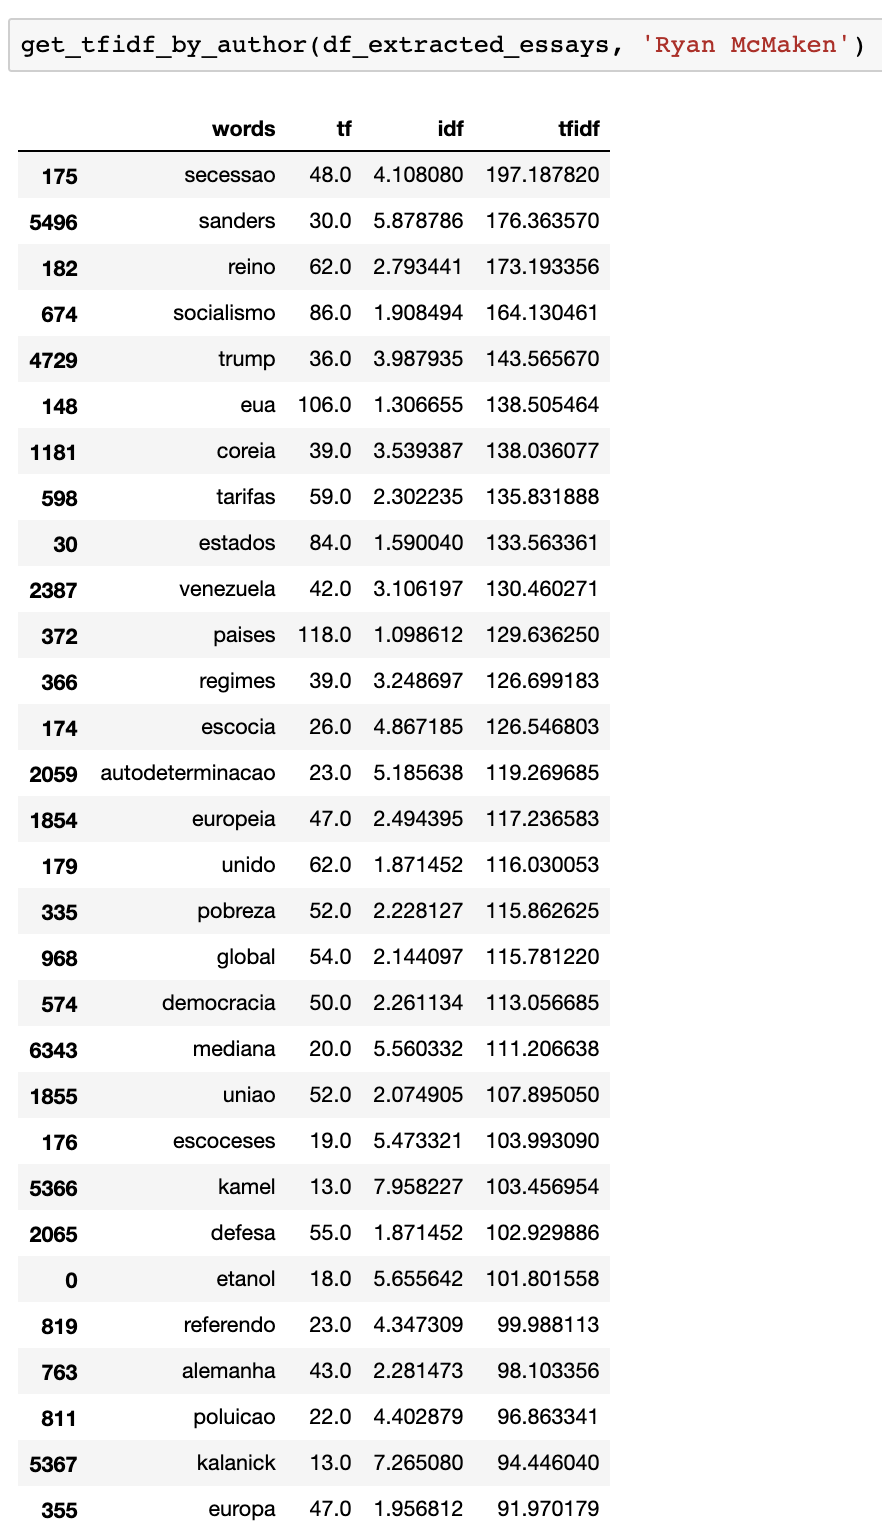 get_tfidf_by_author(df_extracted_essays, 'Ryan McMaken')
words tf idf tfidf
175 secessao 48.0 4.108080 197.187820
5496 sanders 30.0 5.878786 176.363570
182 reino 62.0 2.793441 173.193356
674 socialismo 86.0 1.908494 164.130461
4729 trump 36.0 3.987935 143.565670
148 eua 106.0 1.306655 138.505464
1181 coreia 39.0 3.539387 138.036077
598 tarifas 59.0 2.302235 135.831888
30 estados 84.0 1.590040 133.563361
2387 venezuela 42.0 3.106197 130.460271
372 paises 118.0 1.098612 129.636250
366 regimes 39.0 3.248697 126.699183
174 escocia 26.0 4.867185 126.546803
2059 autodeterminacao 23.0 5.185638 119.269685
1854 europeia 47.0 2.494395 117.236583
179 unido 62.0 1.871452 116.030053
335 pobreza 52.0 2.228127 115.862625
968 global 54.0 2.144097 115.781220
574 democracia 50.0 2.261134 113.056685
6343 mediana 20.0 5.560332 111.206638
1855 uniao 52.0 2.074905 107.895050
176 escoceses 19.0 5.473321 103.993090
5366 kamel 13.0 7.958227 103.456954
2065 defesa 55.0 1.871452 102.929886
0 etanol 18.0 5.655642 101.801558
819 referendo 23.0 4.347309 99.988113
763 alemanha 43.0 2.281473 98.103356
811 poluicao 22.0 4.402879 96.863341
5367 kalanick 13.0 7.265080 94.446040
355 europa 47.0 1.956812 91.970179